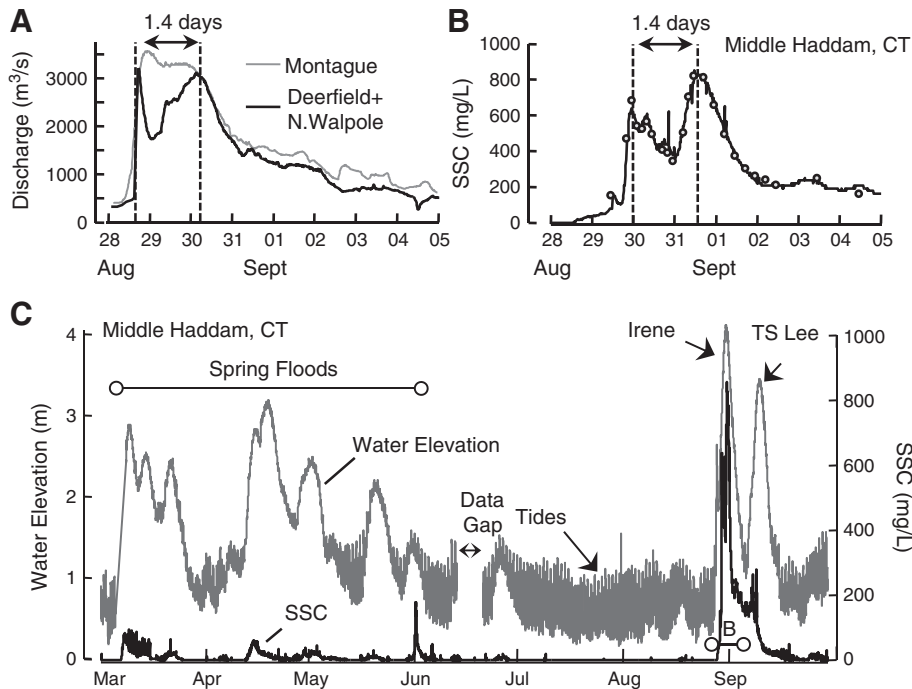 A
1.4 days
Discharge (m³/s)
3000
2000
1000
0
Montague
Deerfield+
N.Walpole
28 29 30 31 01 02 03 04 05
Aug Sept
B
1.4 days
Middle Haddam, CT
SSC (mg/L)
1000
800
600
400
200
0
28 29 30 31 01 02 03 04 05
Aug Sept
C
Middle Haddam, CT
Irene
TS Lee
Spring Floods
Water Elevation
Data
Gap
Tides
SSC
B
Water Elevation (m)
4
3
2
1
0
SSC (mg/L)
1000
800
600
400
200
0
Mar Apr May Jun Jul Aug Sep